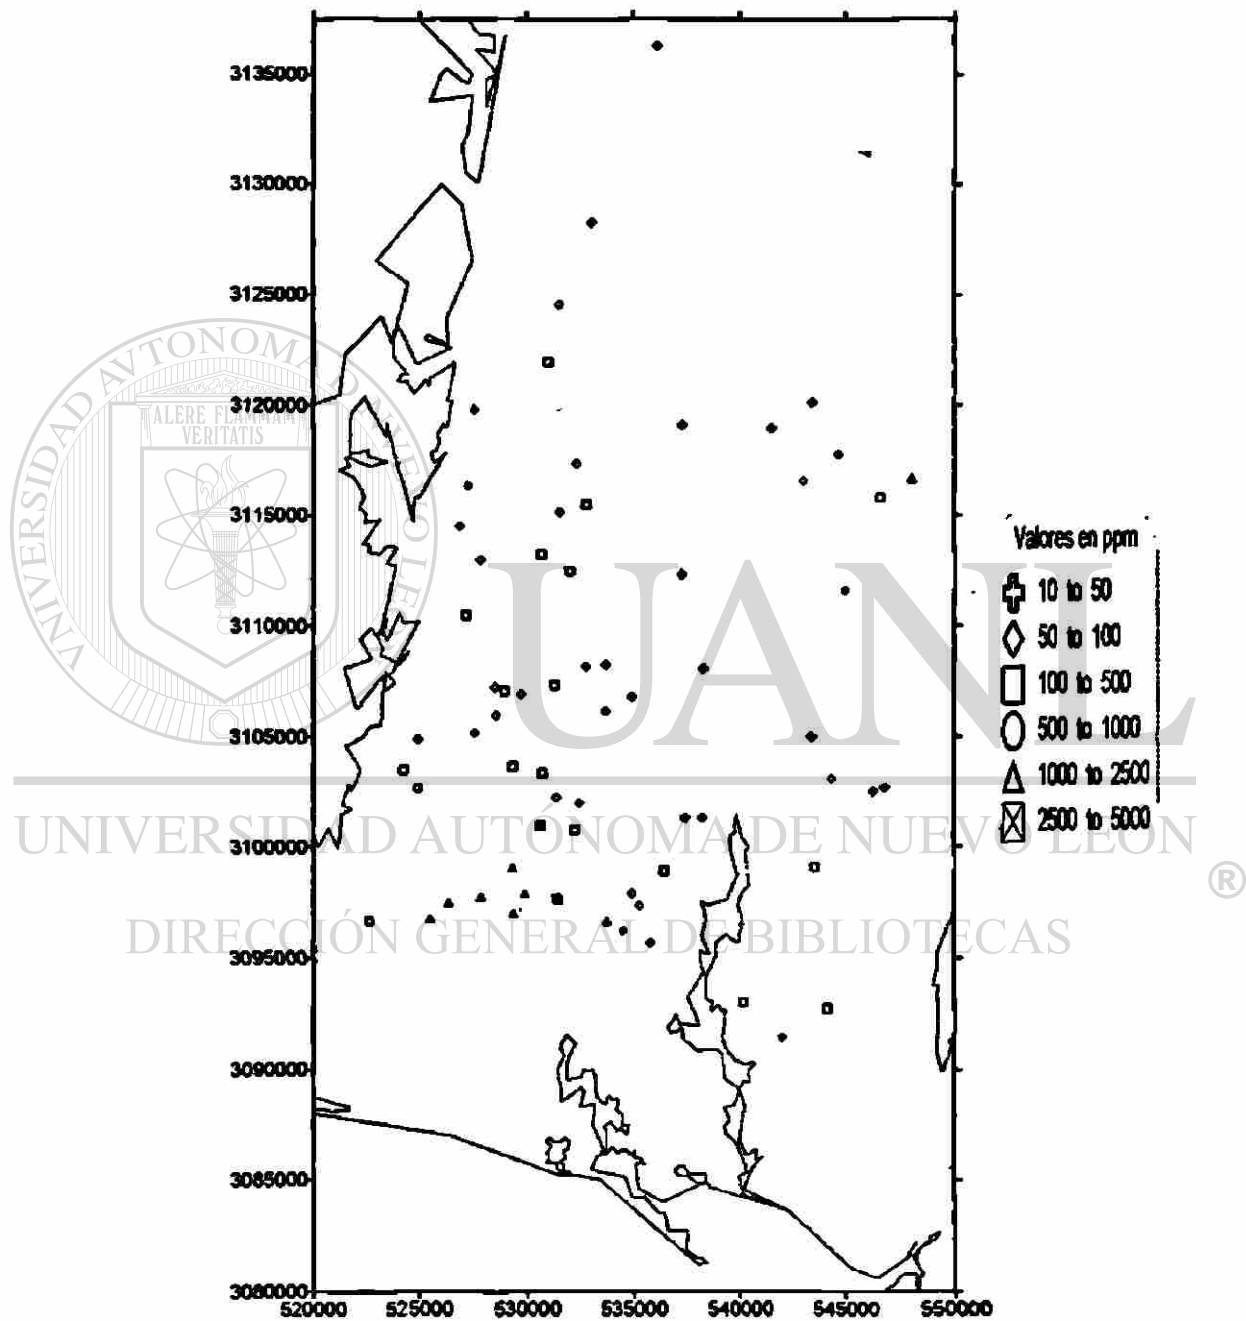 3135000
3130000
3125000
3120000
3115000
3110000
3105000
3100000
3095000
3090000
3085000
3080000
520000
525000
530000
535000
540000
545000
550000
Valores en ppm
10 to 50
50 to 100
100 to 500
500 to 1000
1000 to 2500
2500 to 5000
UNIVERSIDAD AVTONOMA DE NUEVO LEON
ALERE FLAMMAM
VERITATIS
UANL
UNIVERSIDAD AUTÓNOMA DE NUEVO LEÓN
®
DIRECCIÓN GENERAL DE BIBLIOTECAS